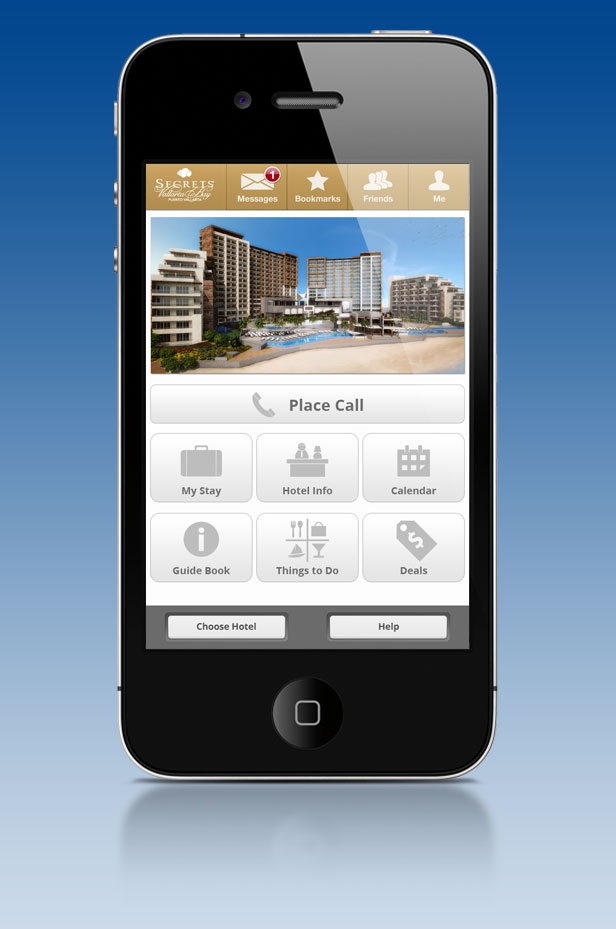 SECRETS
Vallarta Bay
PUERTO VALLARTA
1
Messages
Bookmarks
Friends
Me
Place Call
My Stay
Hotel Info
Calendar
Guide Book
Things to Do
Deals
Choose Hotel
Help